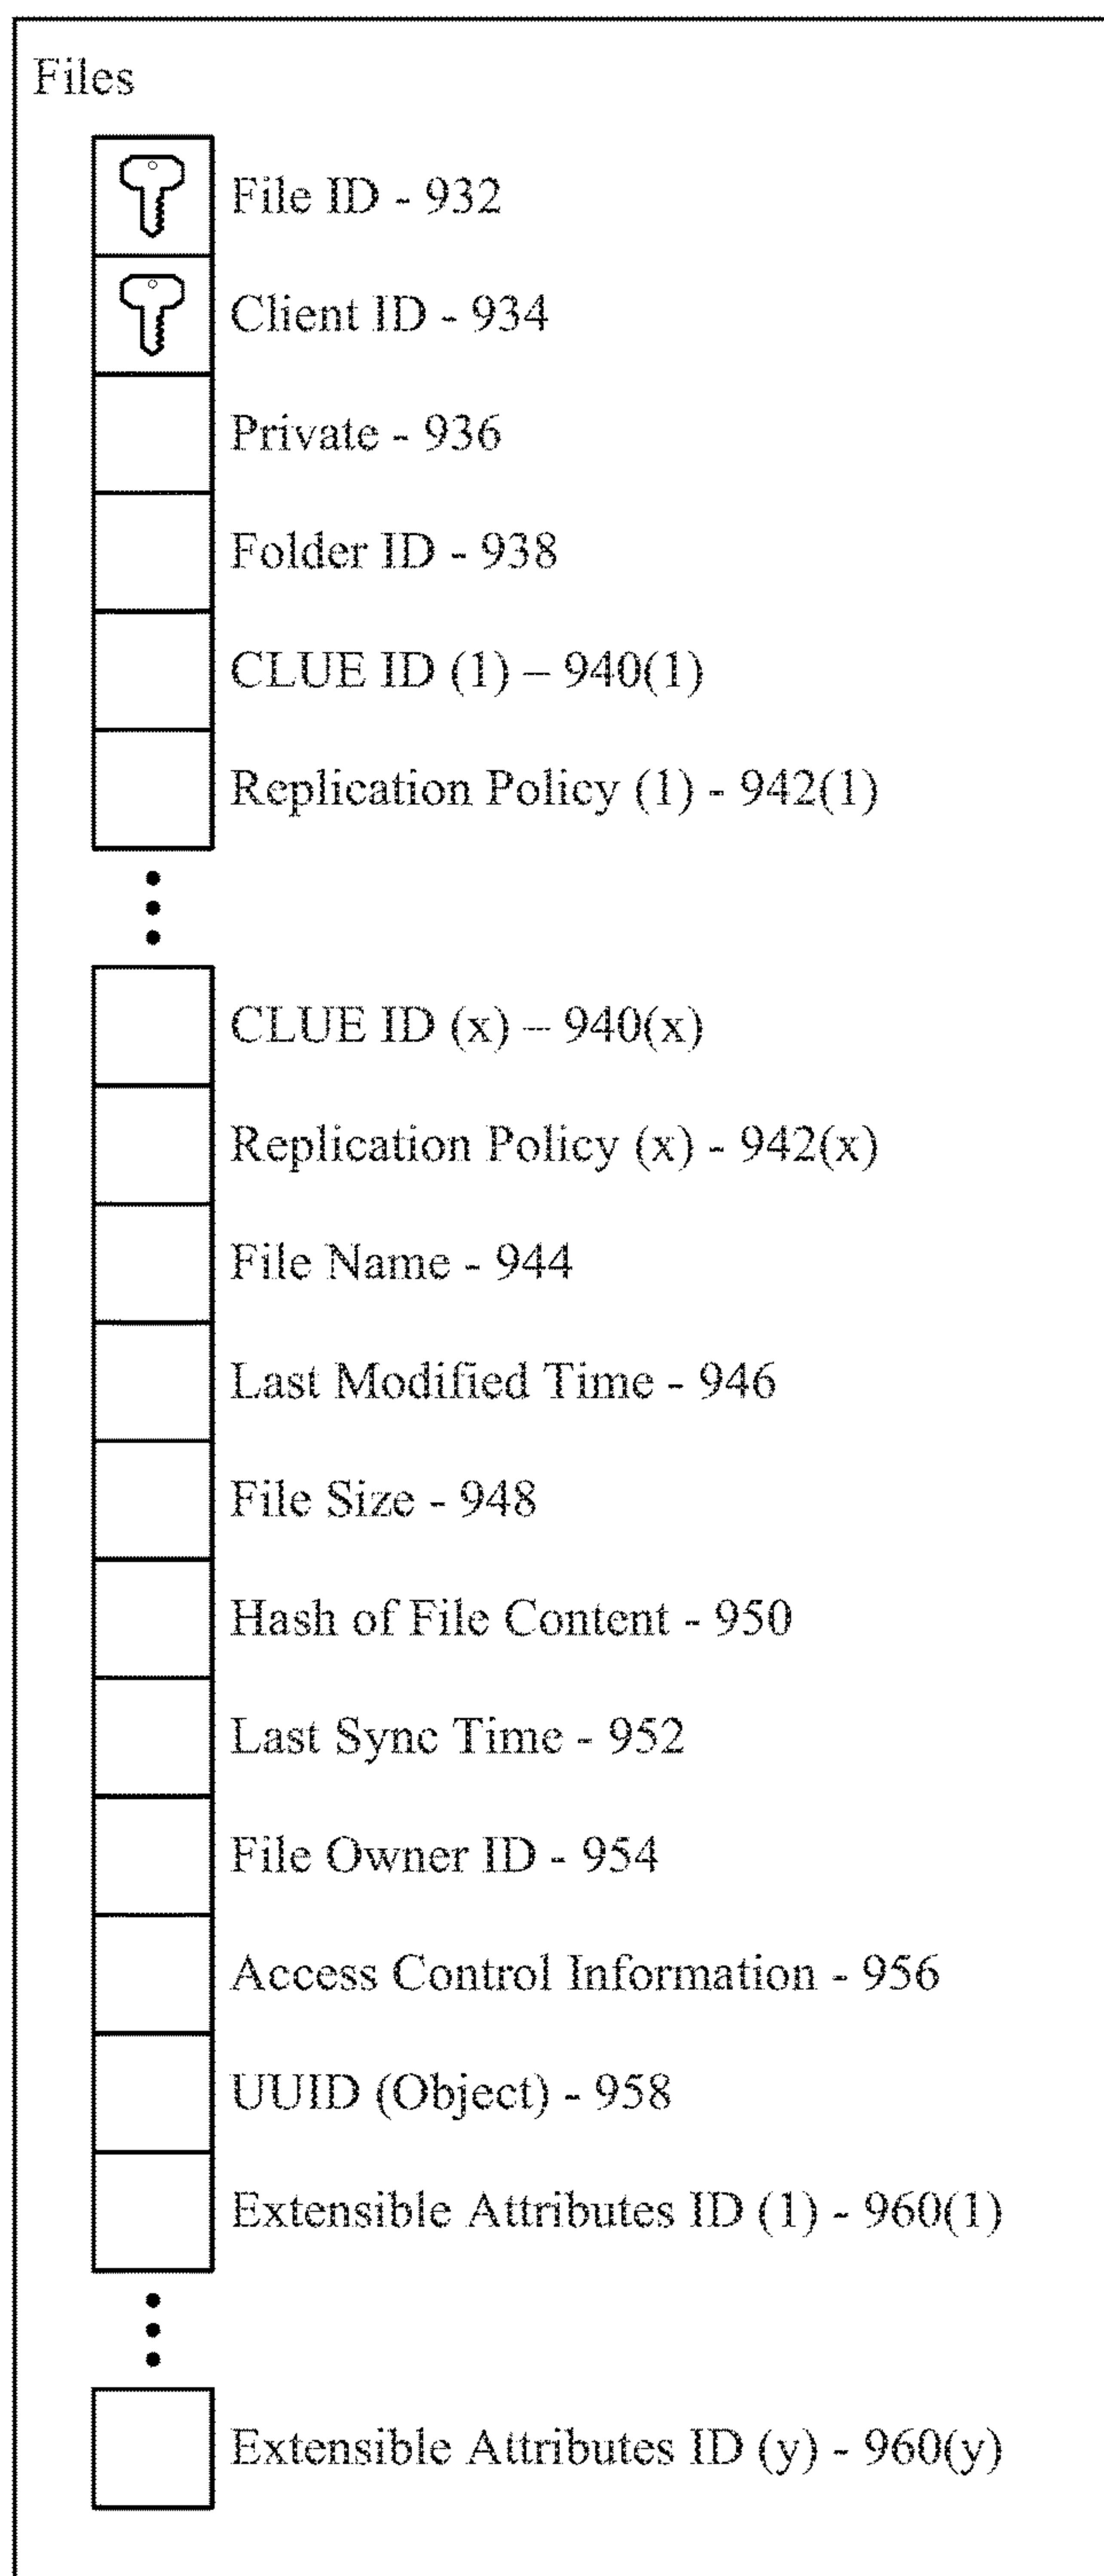 Files
File ID - 932
Client ID - 934
Private - 936
Folder ID - 938
CLUE ID (1) – 940(1)
Replication Policy (1) - 942(1)
CLUE ID (x) – 940(x)
Replication Policy (x) - 942(x)
File Name - 944
Last Modified Time - 946
File Size - 948
Hash of File Content - 950
Last Sync Time - 952
File Owner ID - 954
Access Control Information - 956
UUID (Object) - 958
Extensible Attributes ID (1) - 960(1)
Extensible Attributes ID (y) - 960(y)